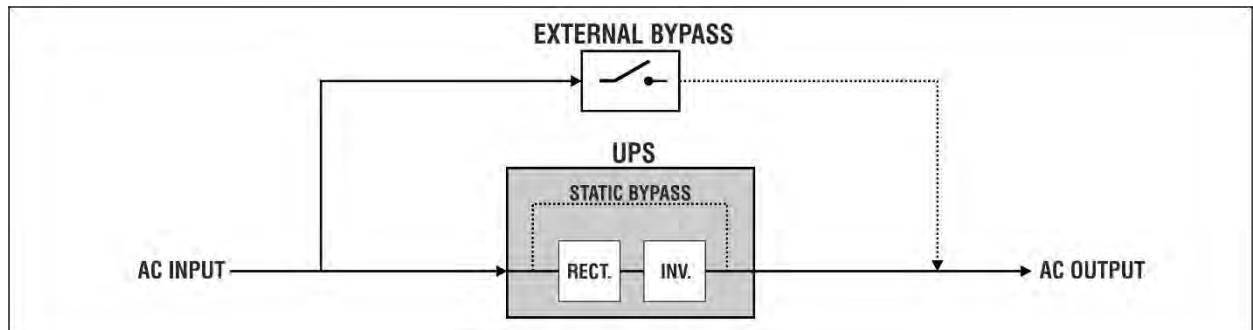 EXTERNAL BYPASS
UPS
STATIC BYPASS
AC INPUT
RECT.
INV.
AC OUTPUT